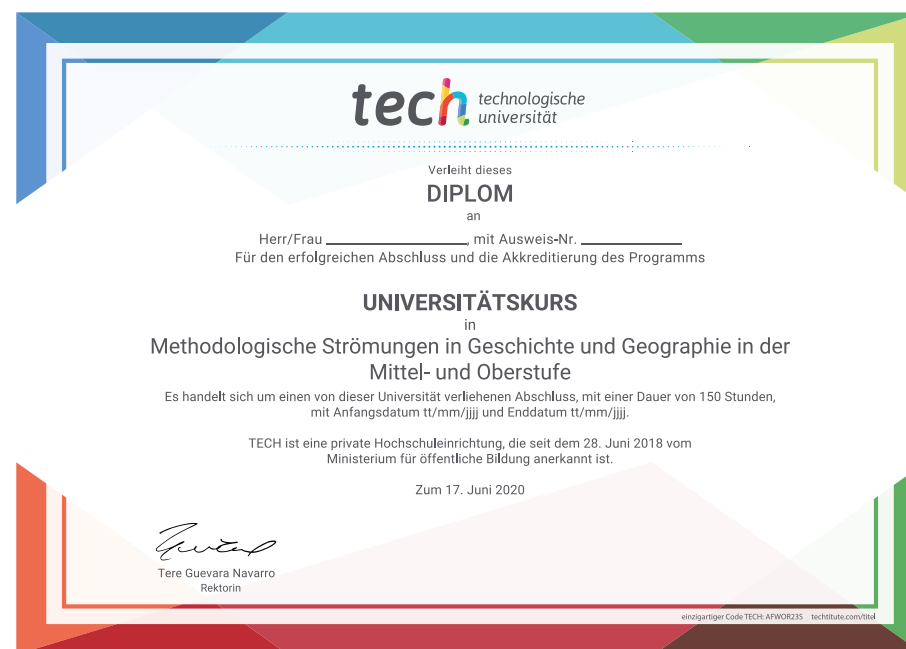 tech technologische
universität
Verleiht dieses
DIPLOM
an
Herr/Frau ________________, mit Ausweis-Nr. ____________
Für den erfolgreichen Abschluss und die Akkreditierung des Programms
UNIVERSITÄTSKURS
in
Methodologische Strömungen in Geschichte und Geographie in der
Mittel- und Oberstufe
Es handelt sich um einen von dieser Universität verliehenen Abschluss, mit einer Dauer von 150 Stunden,
mit Anfangsdatum tt/mm/jjjj und Enddatum tt/mm/jjjj.
TECH ist eine private Hochschuleinrichtung, die seit dem 28. Juni 2018 vom
Ministerium für öffentliche Bildung anerkannt ist.
Zum 17. Juni 2020
Tere Guevara Navarro
Rektorin
einzigartiger Code TECH: AFWOR23S techtitute.com/titel